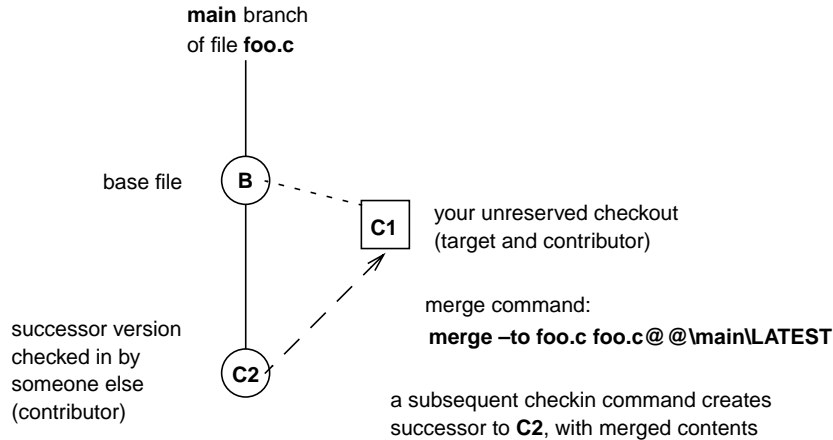 main branch
of file foo.c
base file
B
C1
your unreserved checkout
(target and contributor)
merge command:
merge –to foo.c foo.c@@\main\LATEST
successor version
checked in by
someone else
(contributor)
C2
a subsequent checkin command creates
successor to C2, with merged contents